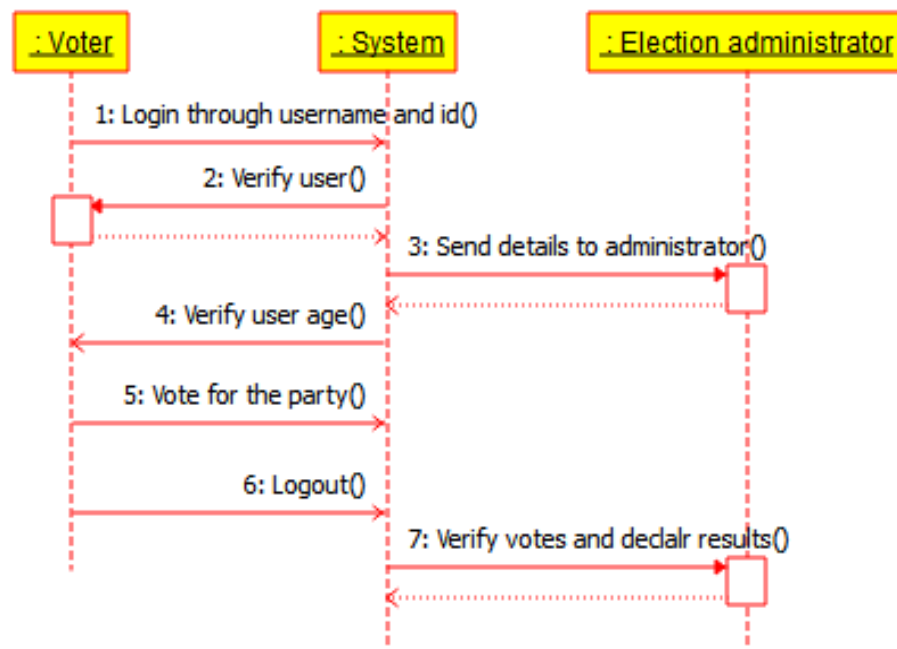 : Voter
: System
: Election administrator
1: Login through username and id()
2: Verify user()
3: Send details to administrator()
4: Verify user age()
5: Vote for the party()
6: Logout()
7: Verify votes and declalr results()